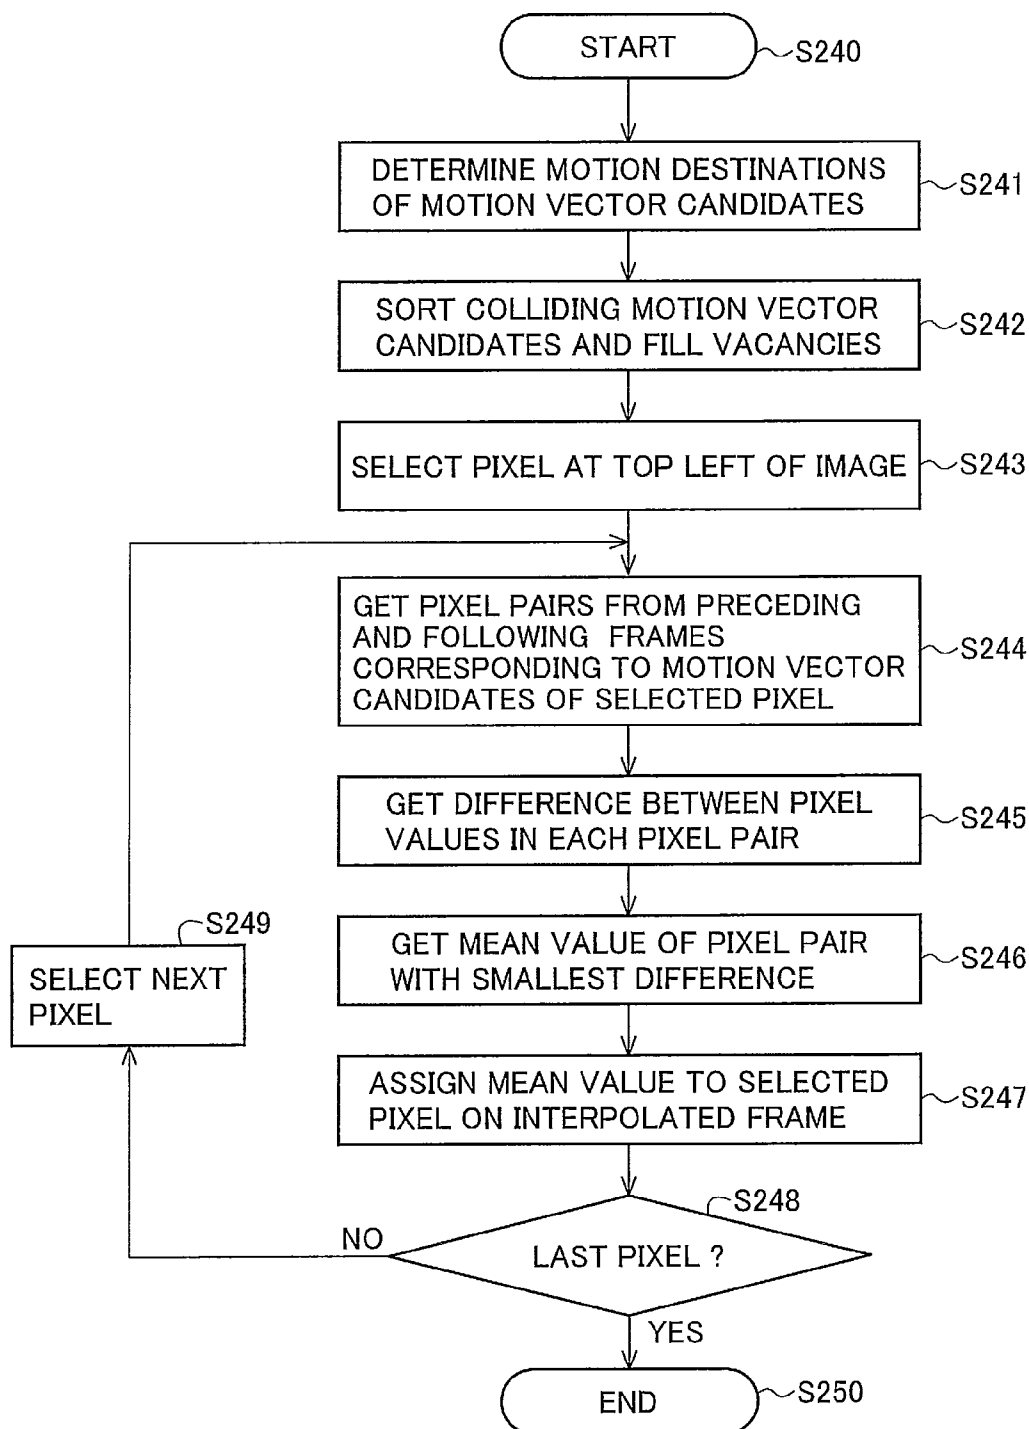 START
S240
DETERMINE MOTION DESTINATIONS
OF MOTION VECTOR CANDIDATES
S241
SORT COLLIDING MOTION VECTOR
CANDIDATES AND FILL VACANCIES
S242
SELECT PIXEL AT TOP LEFT OF IMAGE
S243
GET PIXEL PAIRS FROM PRECEDING
AND FOLLOWING FRAMES
CORRESPONDING TO MOTION VECTOR
CANDIDATES OF SELECTED PIXEL
S244
GET DIFFERENCE BETWEEN PIXEL
VALUES IN EACH PIXEL PAIR
S245
GET MEAN VALUE OF PIXEL PAIR
WITH SMALLEST DIFFERENCE
S246
S249
SELECT NEXT
PIXEL
ASSIGN MEAN VALUE TO SELECTED
PIXEL ON INTERPOLATED FRAME
S247
S248
NO
LAST PIXEL ?
YES
END
S250